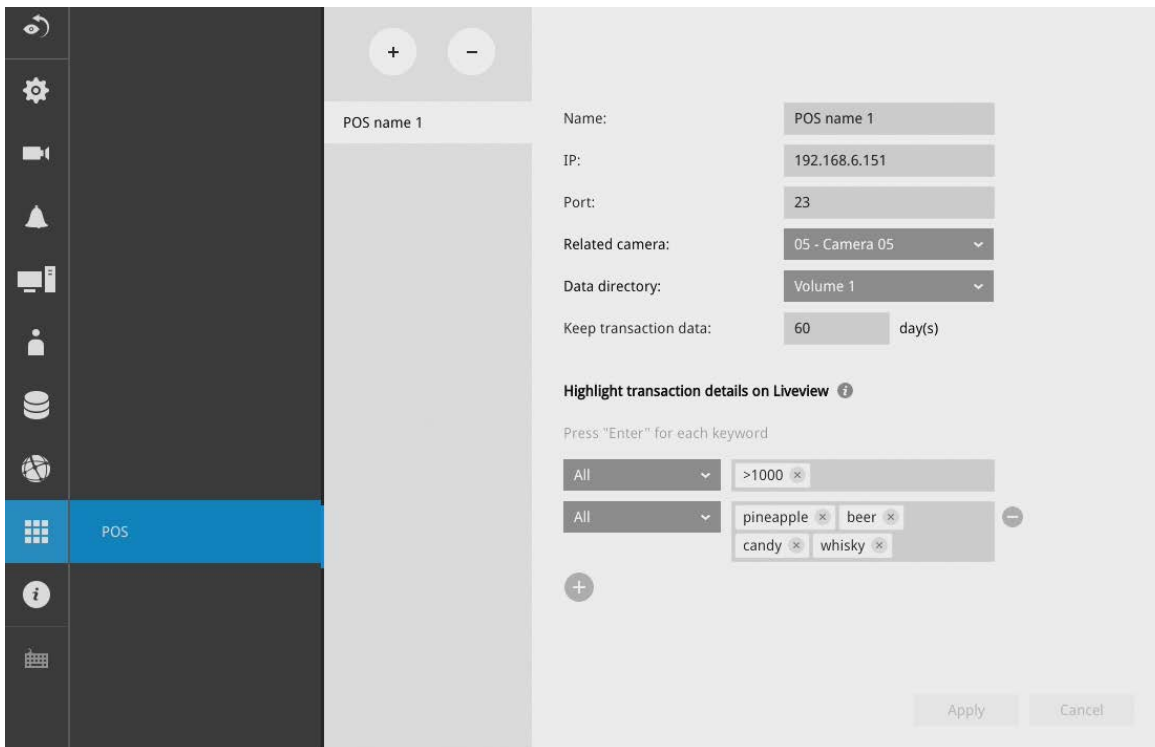 + −
POS name 1
Name: POS name 1
IP: 192.168.6.151
Port: 23
Related camera: 05 - Camera 05
Data directory: Volume 1
Keep transaction data: 60 day(s)
Highlight transaction details on Liveview i
Press "Enter" for each keyword
All >1000 ×
All pineapple × beer ×
candy × whisky ×
POS
Apply Cancel